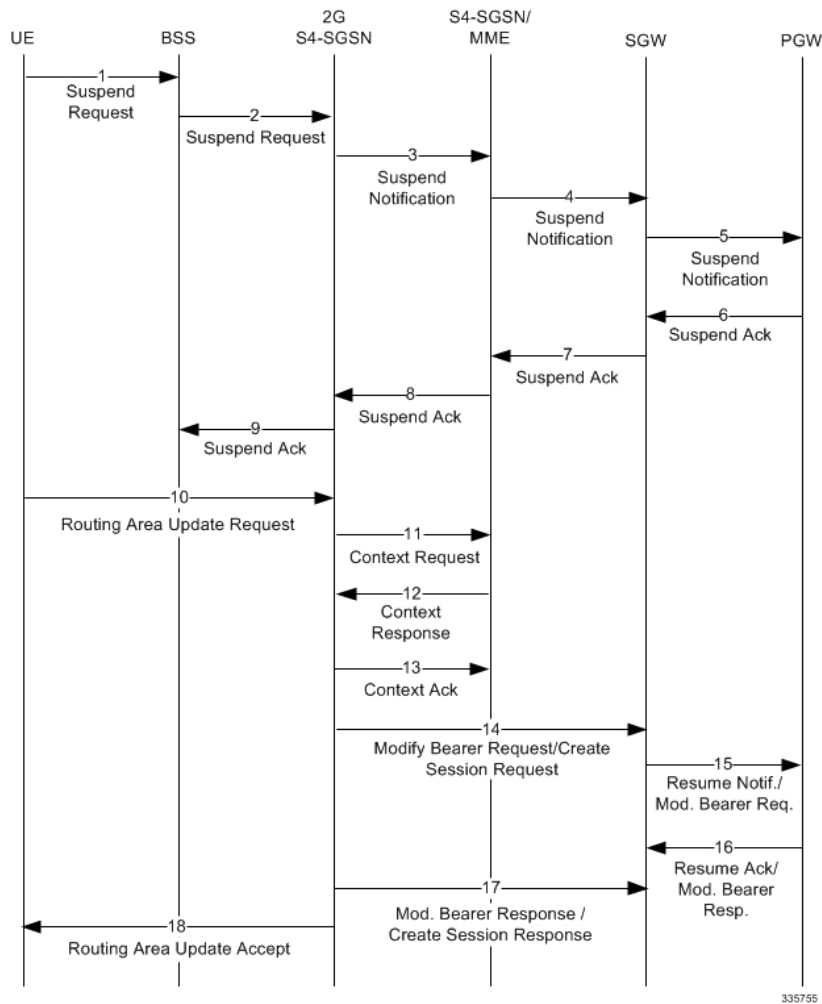 2G
S4-SGSN/
UE
BSS
S4-SGSN
MME
SGW
PGW
1
Suspend
Request
2
Suspend Request
3
Suspend
Notification
4
Suspend
Notification
5
Suspend
Notification
6
Suspend Ack
7
Suspend Ack
8
Suspend Ack
9
Suspend Ack
10
Routing Area Update Request
11
Context Request
12
Context
Response
13
Context Ack
14
Modify Bearer Request/Create
Session Request
15
Resume Notif./
Mod. Bearer Req.
16
Resume Ack/
Mod. Bearer
Resp.
17
Mod. Bearer Response /
Create Session Response
18
Routing Area Update Accept
335755